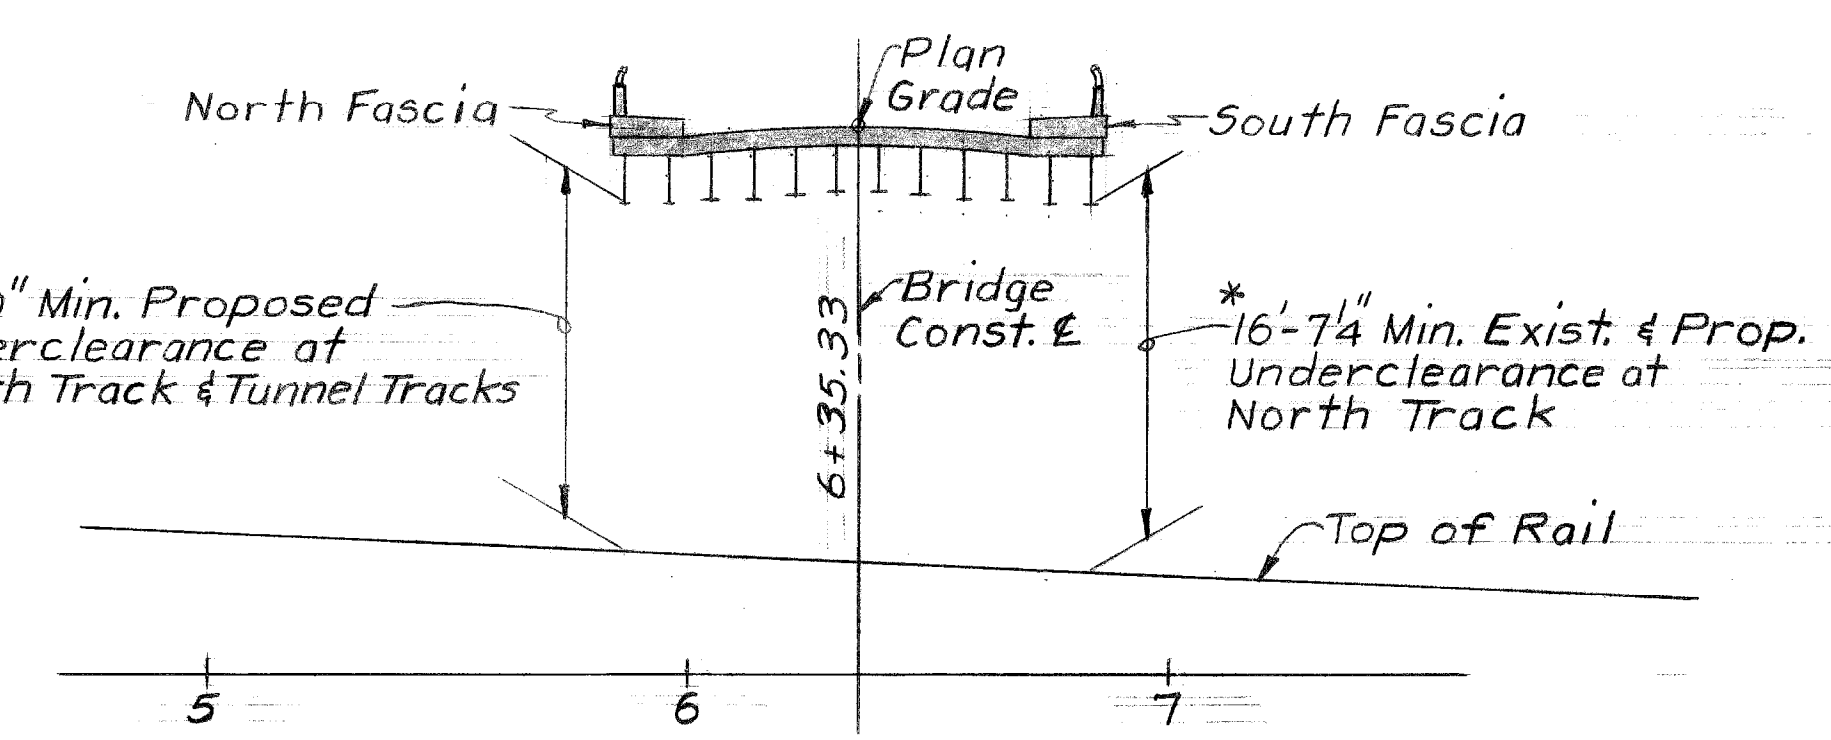 Plan
Grade
North Fascia
South Fascia
" Min. Proposed
at
Track & Tunnel Tracks
Bridge
Const. ℄
6+35.33
*16'-7¼" Min. Exist. & Prop.
Underclearance at
North Track
Top of Rail
5 6 7